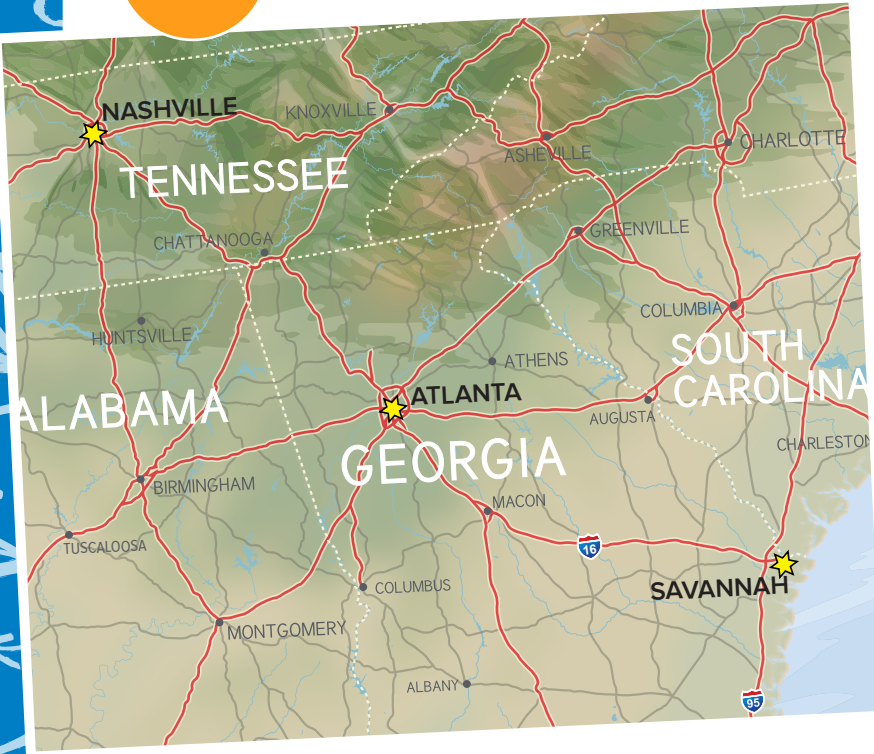 NASHVILLE
KNOXVILLE
CHARLOTTE
ASHEVILLE
TENNESSEE
GREENVILLE
CHATTANOOGA
COLUMBIA
HUNTSVILLE
SOUTH
CAROLINA
ATHENS
ATLANTA
ALABAMA
AUGUSTA
CHARLESTON
GEORGIA
BIRMINGHAM
MACON
TUSCALOOSA
16
SAVANNAH
COLUMBUS
MONTGOMERY
ALBANY
95